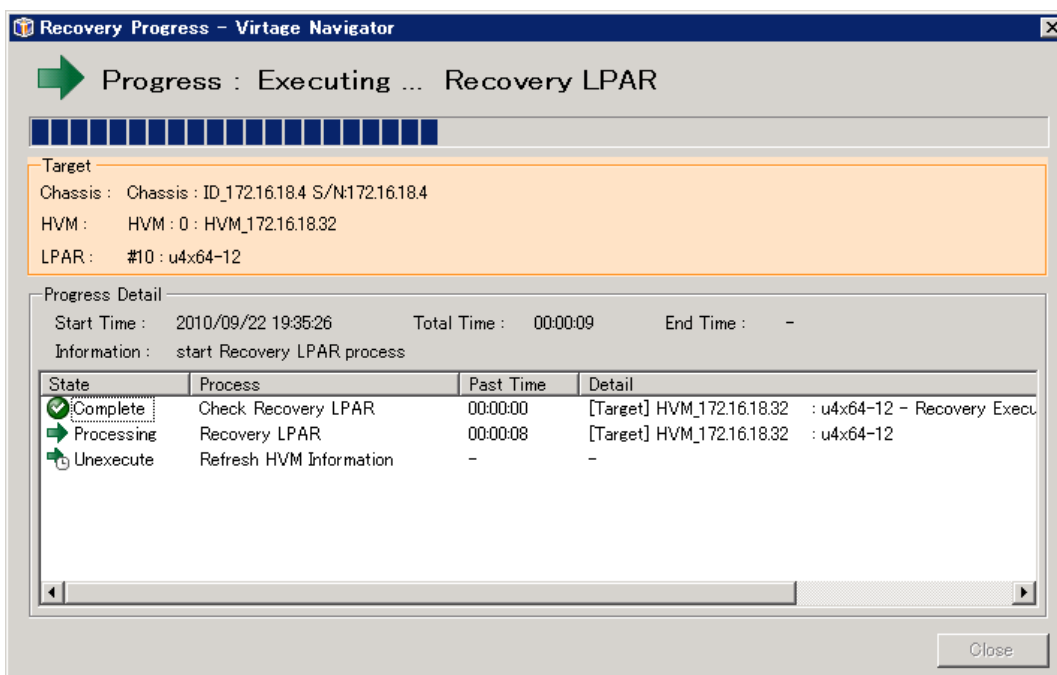 Recovery Progress - Virtage Navigator
Progress : Executing ... Recovery LPAR
Target
Chassis : Chassis : ID_172.16.18.4 S/N:172.16.18.4
HVM : HVM : 0 : HVM_172.16.18.32
LPAR : #10 : u4x64-12
Progress Detail
Start Time : 2010/09/22 19:35:26 Total Time : 00:00:09 End Time : -
Information : start Recovery LPAR process
State Process Past Time Detail
Complete Check Recovery LPAR 00:00:00 [Target] HVM_172.16.18.32 : u4x64-12 - Recovery Execu
Processing Recovery LPAR 00:00:08 [Target] HVM_172.16.18.32 : u4x64-12
Unexecute Refresh HVM Information - -
Close